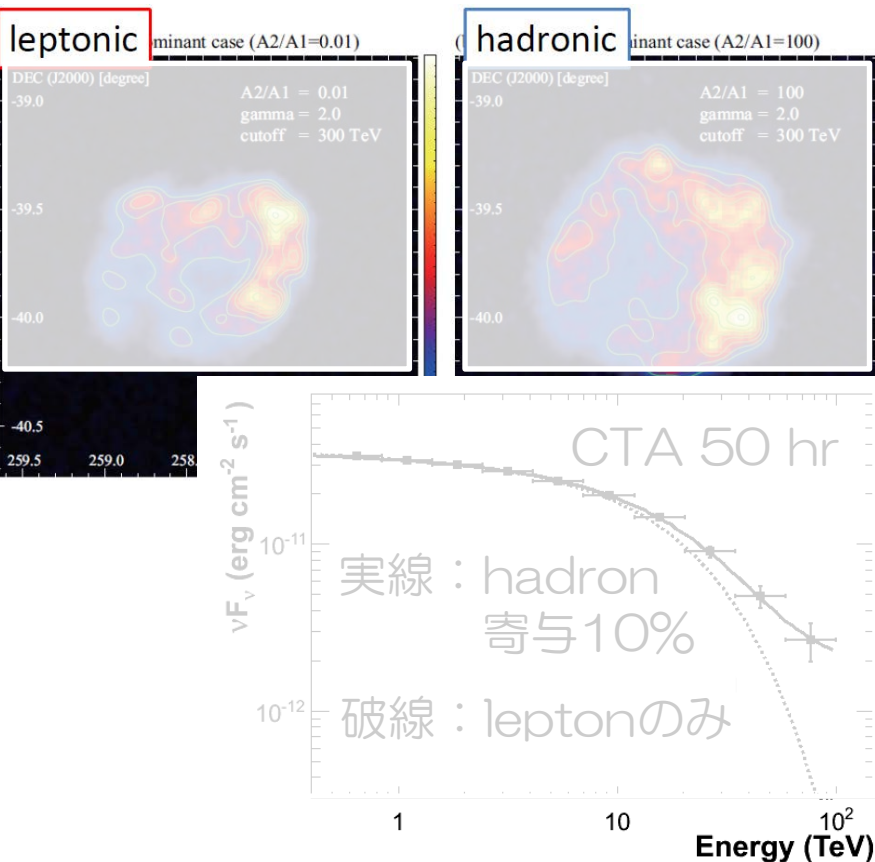 leptonic
minant case (A2/A1=0.01)
DEC (J2000) [degree]
A2/A1 = 0.01
gamma = 2.0
cutoff = 300 TeV
-39.0
-39.5
-40.0
-40.5
259.5 259.0 258.
hadronic
inant case (A2/A1=100)
DEC (J2000) [degree]
A2/A1 = 100
gamma = 2.0
cutoff = 300 TeV
-39.0
-39.5
-40.0
CTA 50 hr
実線：hadron
寄与10%
破線：leptonのみ
νFν (erg cm-2 s-1)
10-11
10-12
1 10 102
Energy (TeV)